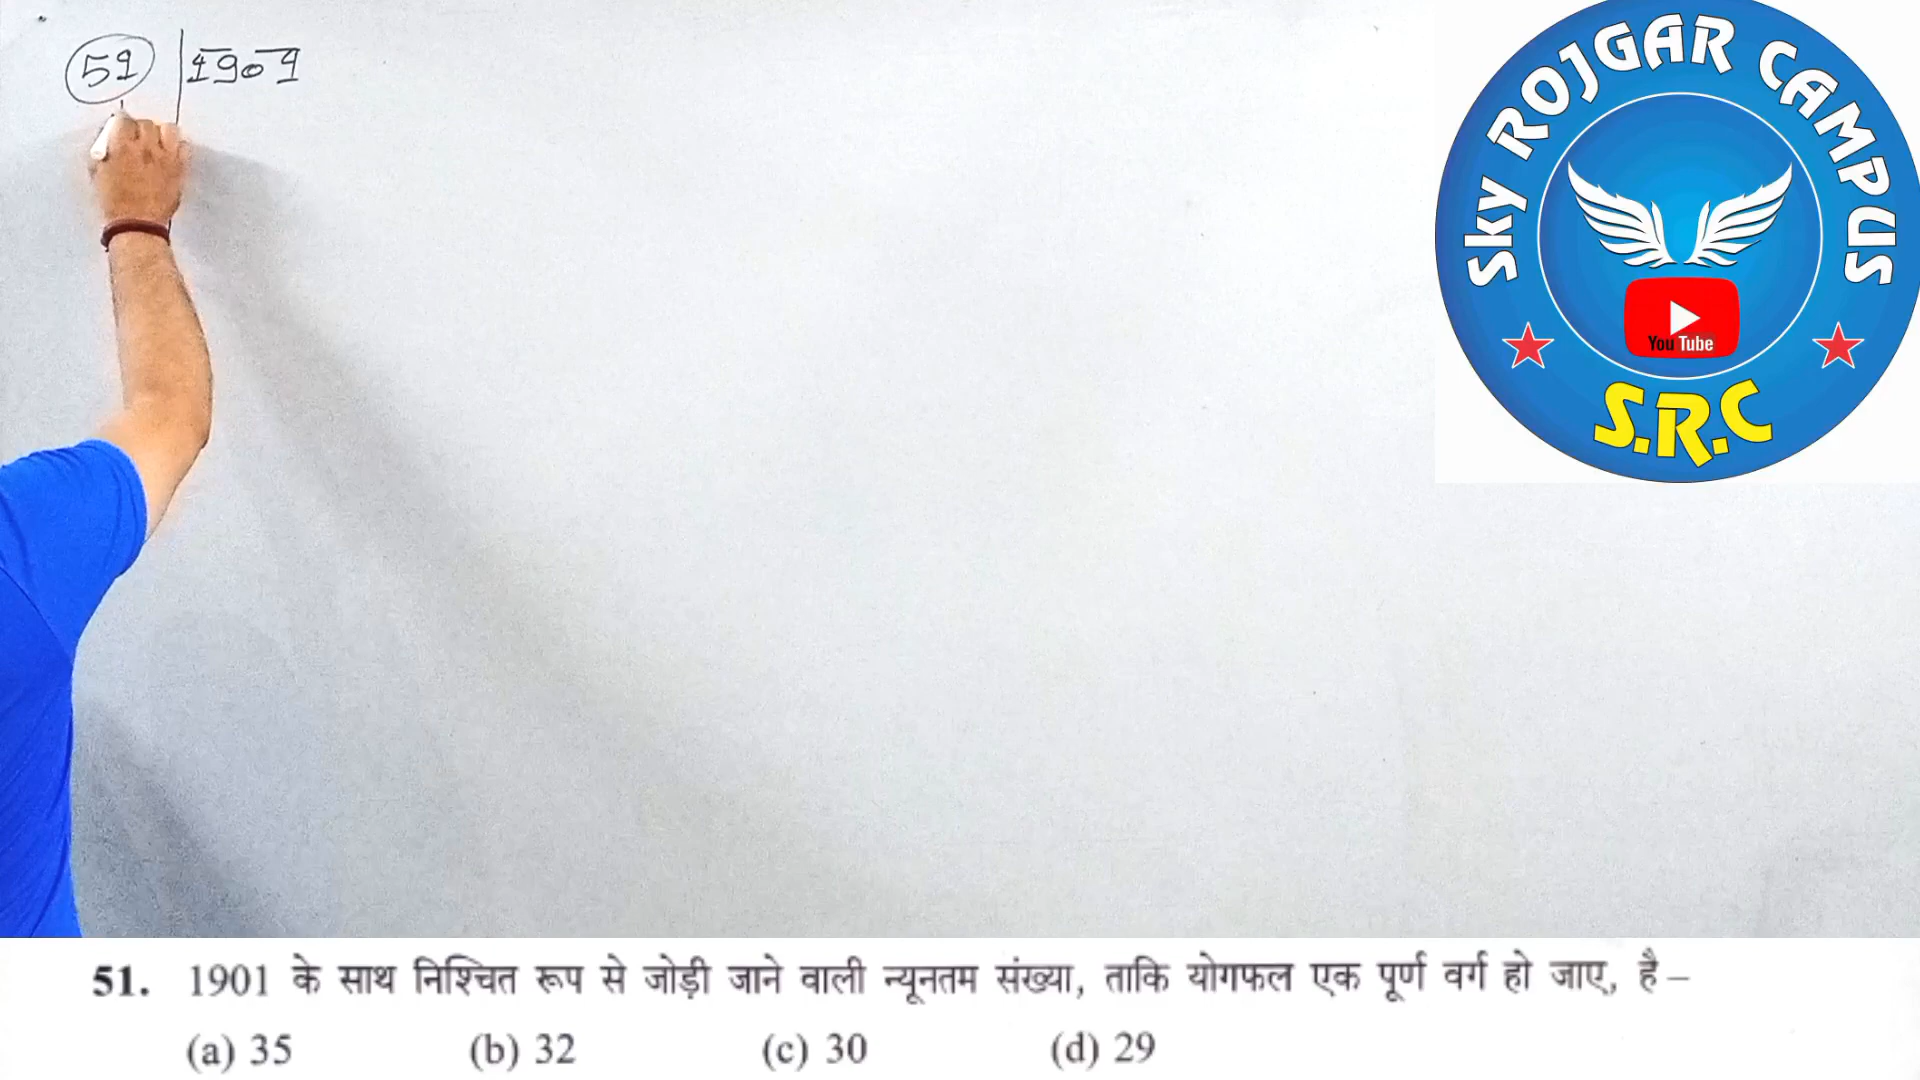 51 | 1901
Sky ROJGAR CAMPUS
You Tube
S.R.C
51. 1901 के साथ निश्चित रूप से जोड़ी जाने वाली न्यूनतम संख्या, ताकि योगफल एक पूर्ण वर्ग हो जाए, है –
(a) 35 (b) 32 (c) 30 (d) 29